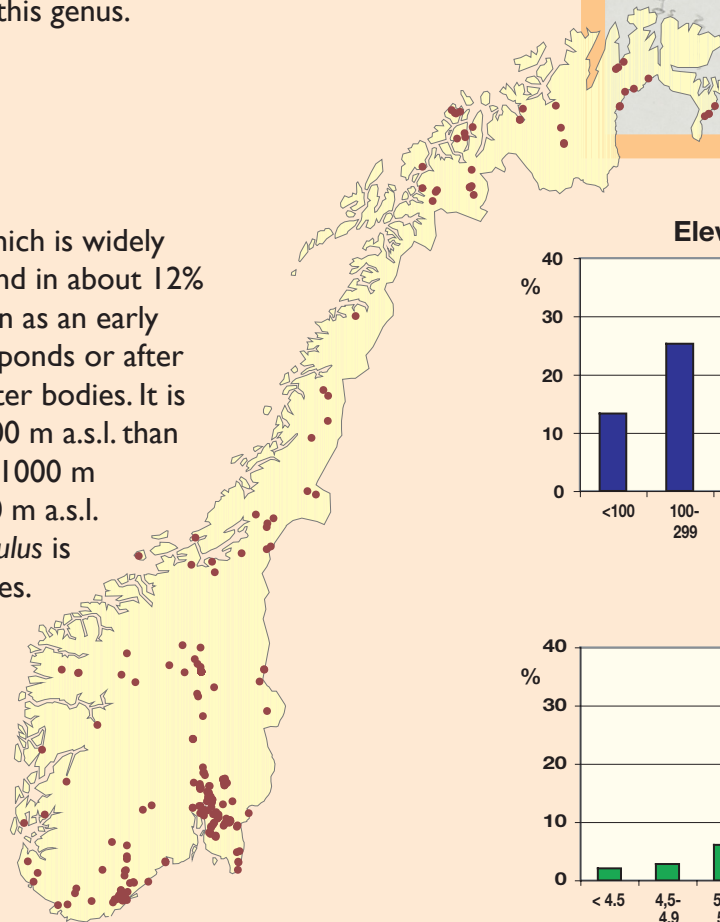 this genus.
hich is widely
nd in about 12%
n as an early
ponds or after
ter bodies. It is
00 m a.s.l. than
1000 m
0 m a.s.l.
ulus is
es.
Elev
40
%
30
20
10
0
<100
100-
299
40
%
30
20
10
0
< 4.5
4,5-
4.9
5